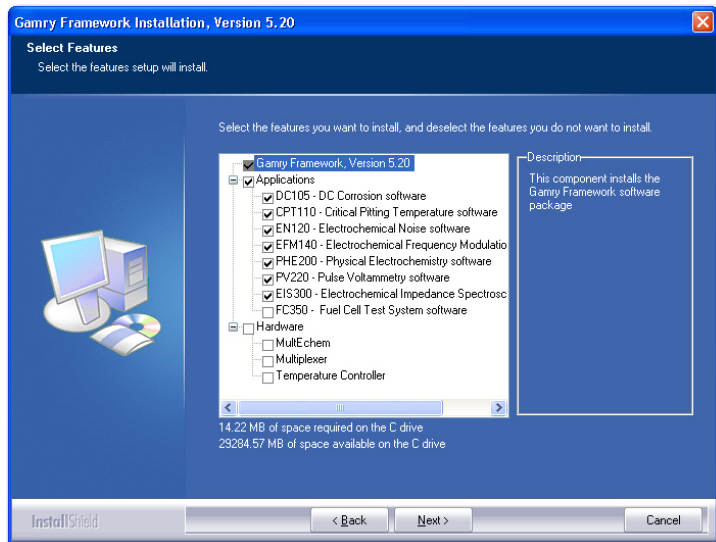 Gamry Framework Installation, Version 5.20
Select Features
Select the features setup will install.
Select the features you want to install, and deselect the features you do not want to install.
Gamry Framework, Version 5.20
Applications
DC105 - DC Corrosion software
CPT110 - Critical Pitting Temperature software
EN120 - Electrochemical Noise software
EFM140 - Electrochemical Frequency Modulatio
PHE200 - Physical Electrochemistry software
PV220 - Pulse Voltammetry software
EIS300 - Electrochemical Impedance Spectrosc
FC350 - Fuel Cell Test System software
Hardware
MultEchem
Multiplexer
Temperature Controller
Description
This component installs the
Gamry Framework software
package
14.22 MB of space required on the C drive
29284.57 MB of space available on the C drive
InstallShield
< Back
Next >
Cancel